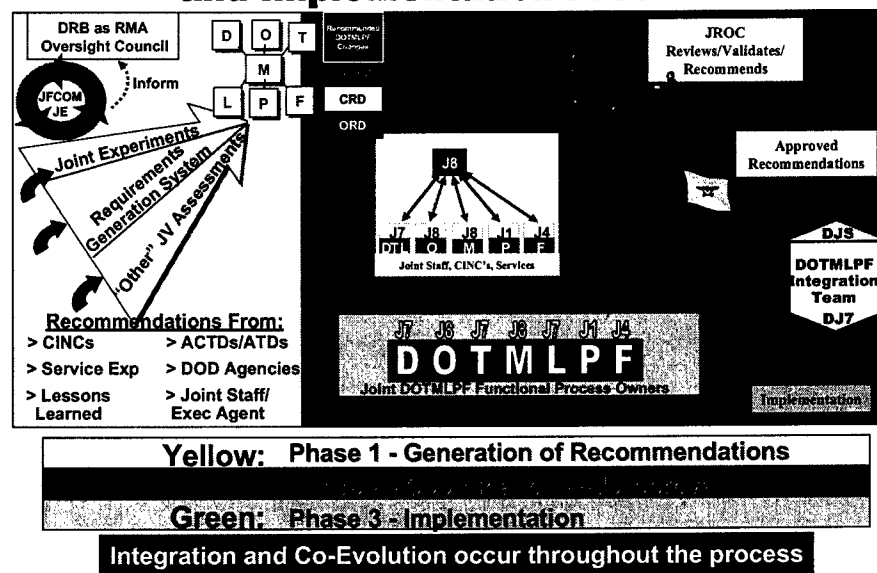 DRB as RMA
Oversight Council
D O T
M
L P F
Inform
JFCOM
JE
Recommended
DOTMLPF
Changes
CRD
ORD
JROC
Reviews/Validates/
Recommends
Joint Experiments
Requirements
Generation System
"Other" JV Assessments
J8
J7 J8 J8 J1 J4
DTL O M P F
Joint Staff, CINC's, Services
Approved
Recommendations
DJS
DOTMLPF
Integration
Team
DJ7
Recommendations From:
> CINCs
> Service Exp
> Lessons
Learned
> ACTDs/ATDs
> DOD Agencies
> Joint Staff/
Exec Agent
J7 J8 J7 J8 J7 J1 J4
D O T M L P F
Joint DOTMLPF Functional Process Owners
Implementation
Yellow: Phase 1 - Generation of Recommendations
Green: Phase 3 - Implementation
Integration and Co-Evolution occur throughout the process